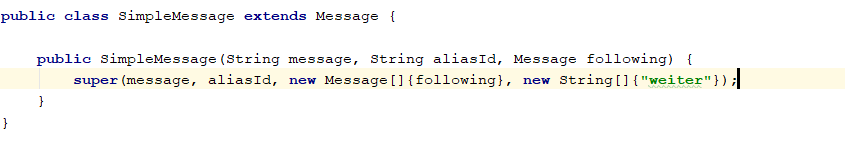 public class SimpleMessage extends Message {
public SimpleMessage(String message, String aliasId, Message following) {
super(message, aliasId, new Message[]{following}, new String[]{"weiter"});
}
}